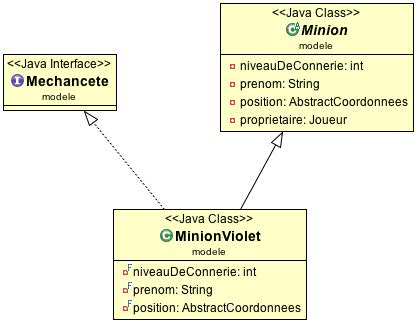 <<Java Interface>>
Mechancete
modele
<<Java Class>>
Minion
modele
niveauDeConnerie: int
prenom: String
position: AbstractCoordonnees
proprietaire: Joueur
<<Java Class>>
MinionViolet
modele
niveauDeConnerie: int
prenom: String
position: AbstractCoordonnees